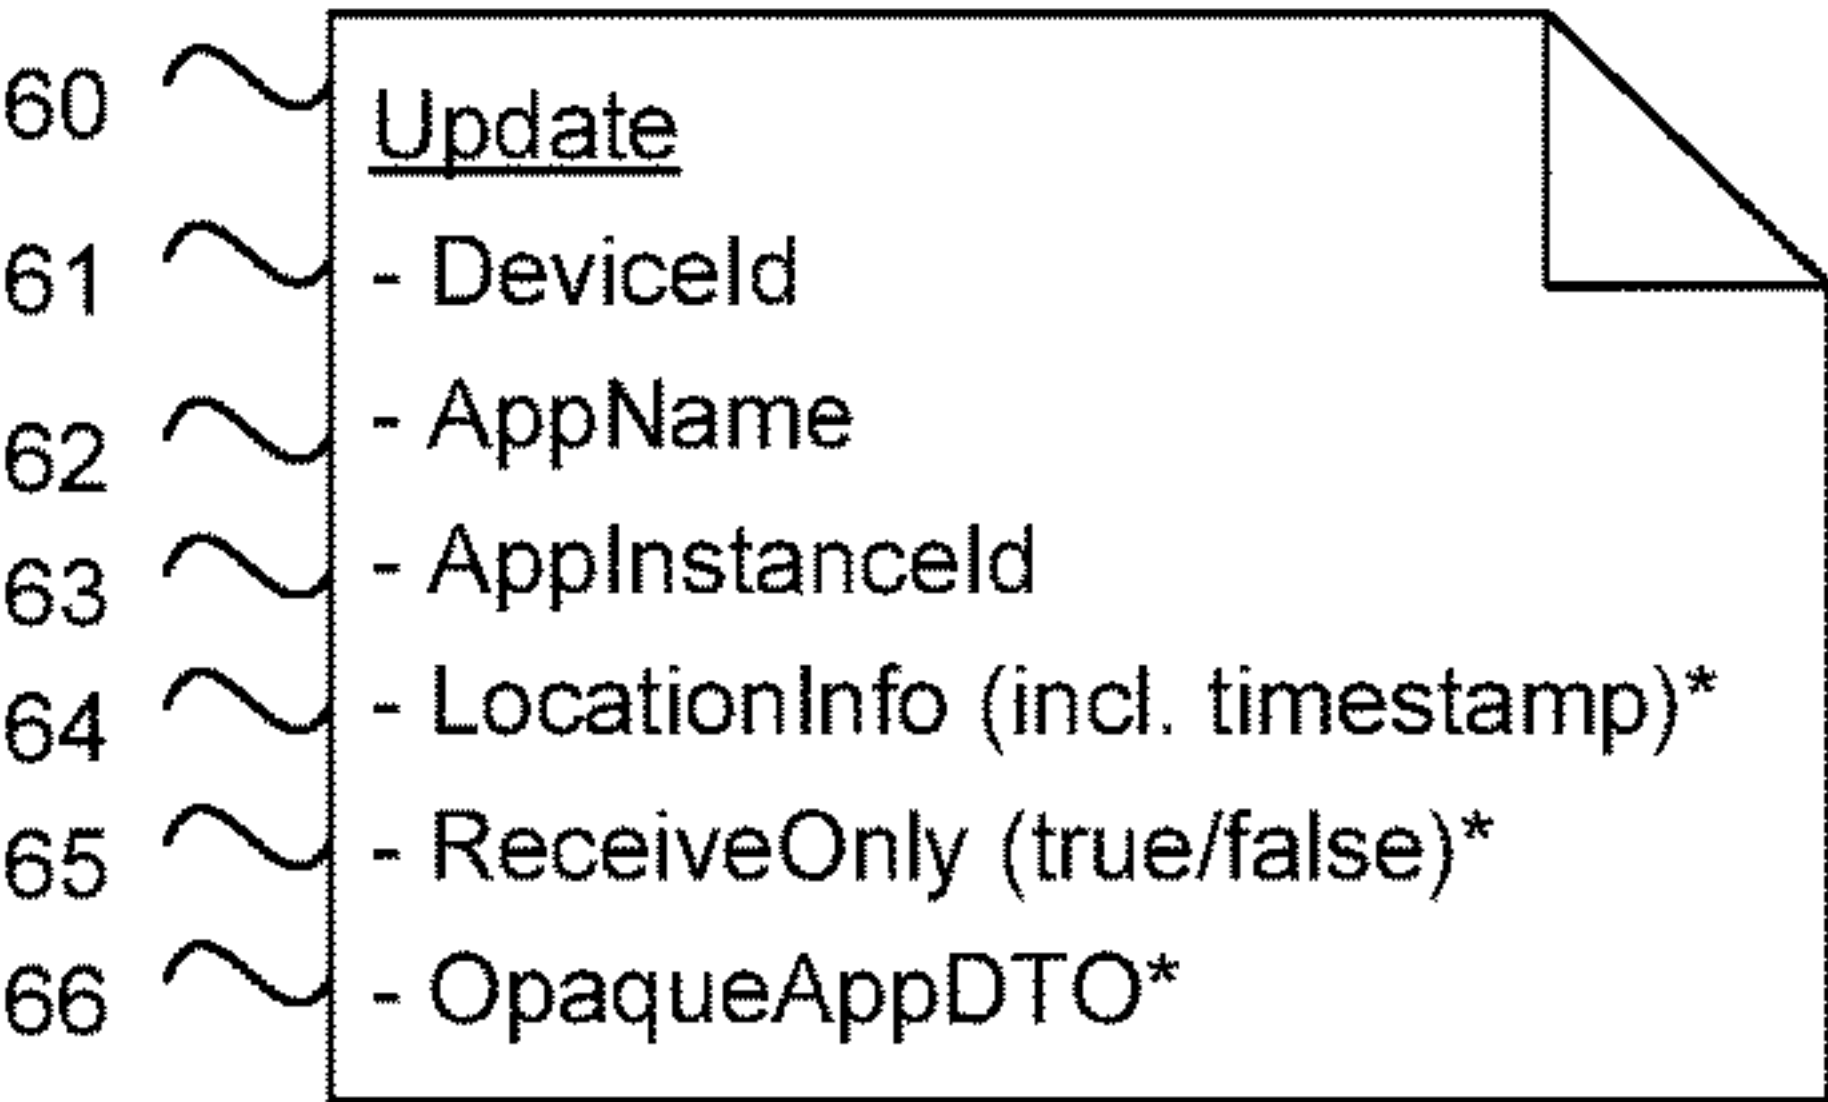 60 Update
61 - DeviceId
62 - AppName
63 - AppInstanceId
64 - LocationInfo (incl. timestamp)*
65 - ReceiveOnly (true/false)*
66 - OpaqueAppDTO*